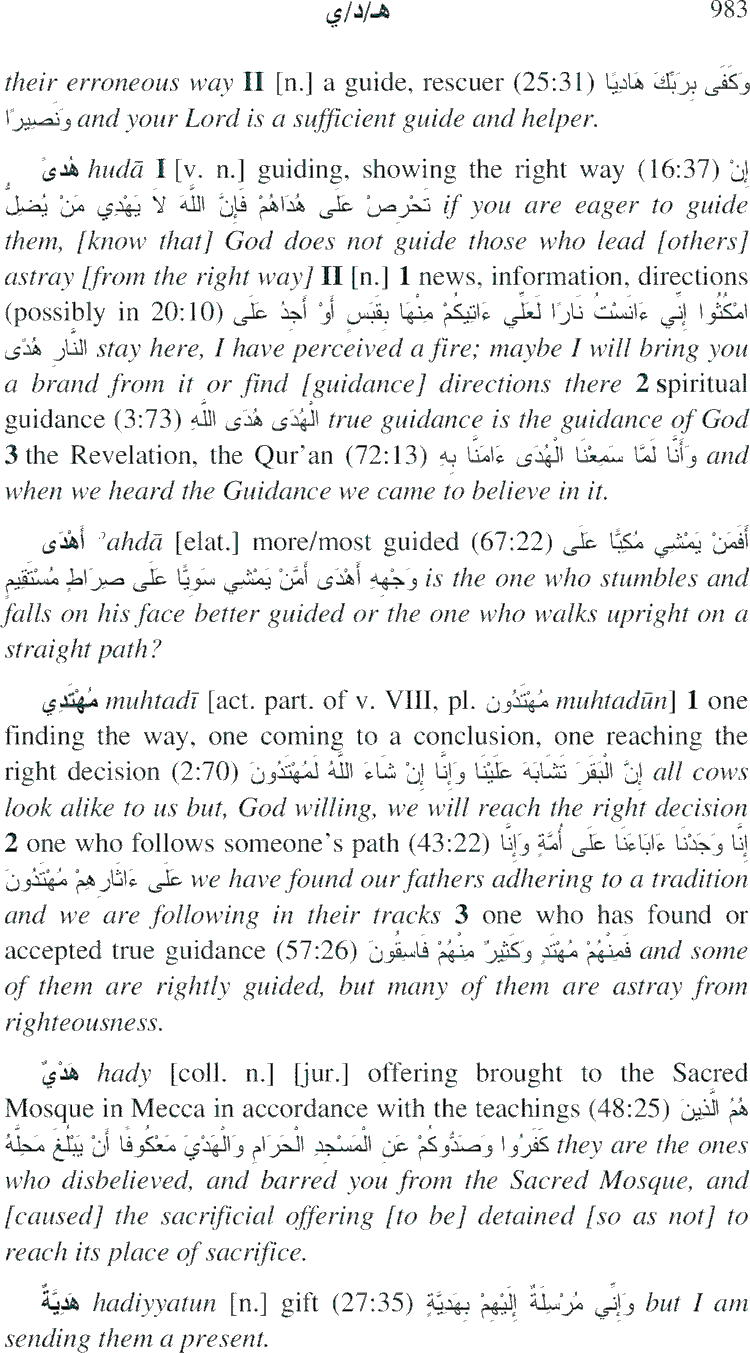 هـ/د/ي 983
their erroneous way II [n.] a guide, rescuer (25:31) وَكَفَى بِرَبِّكَ هَادِيًا
وَنَصِيرًا and your Lord is a sufficient guide and helper.
هُدىً hudā I [v. n.] guiding, showing the right way (16:37) إِنْ
تَحْرِصْ عَلَى هُدَاهُمْ فَإِنَّ اللَّهَ لاَ يَهْدِي مَنْ يُضِلُّ if you are eager to guide
them, [know that] God does not guide those who lead [others]
astray [from the right way] II [n.] 1 news, information, directions
(possibly in 20:10) امْكُثُوا إِنِّي ءَانَسْتُ نَارًا لَعَلِّي ءَاتِيكُمْ مِنْهَا بِقَبَسٍ أَوْ أَجِدُ عَلَى
النَّارِ هُدًى stay here, I have perceived a fire; maybe I will bring you
a brand from it or find [guidance] directions there 2 spiritual
guidance (3:73) الْهُدَى هُدَى اللَّهِ true guidance is the guidance of God
3 the Revelation, the Qur'an (72:13) وَأَنَّا لَمَّا سَمِعْنَا الْهُدَى ءَامَنَّا بِهِ and
when we heard the Guidance we came to believe in it.
أَهْدَى ʾahdā [elat.] more/most guided (67:22) أَفَمَنْ يَمْشِي مُكِبًّا عَلَى
وَجْهِهِ أَهْدَى أَمَّنْ يَمْشِي سَوِيًّا عَلَى صِرَاطٍ مُسْتَقِيمٍ is the one who stumbles and
falls on his face better guided or the one who walks upright on a
straight path?
مُهْتَدِي muhtadī [act. part. of v. VIII, pl. مُهْتَدُون muhtadūn] 1 one
finding the way, one coming to a conclusion, one reaching the
right decision (2:70) إِنَّ الْبَقَرَ تَشَابَهَ عَلَيْنَا وَإِنَّا إِنْ شَاءَ اللَّهُ لَمُهْتَدُونَ all cows
look alike to us but, God willing, we will reach the right decision
2 one who follows someone's path (43:22) إِنَّا وَجَدْنَا ءَابَاءَنَا عَلَى أُمَّةٍ وَإِنَّا
عَلَى ءَاثَارِهِمْ مُهْتَدُونَ we have found our fathers adhering to a tradition
and we are following in their tracks 3 one who has found or
accepted true guidance (57:26) فَمِنْهُمْ مُهْتَدٍ وَكَثِيرٌ مِنْهُمْ فَاسِقُونَ and some
of them are rightly guided, but many of them are astray from
righteousness.
هَدْيٌ hady [coll. n.] [jur.] offering brought to the Sacred
Mosque in Mecca in accordance with the teachings (48:25) هُمُ الَّذِينَ
كَفَرُوا وَصَدُّوكُمْ عَنِ الْمَسْجِدِ الْحَرَامِ وَالْهَدْيَ مَعْكُوفًا أَنْ يَبْلُغَ مَحِلَّهُ they are the ones
who disbelieved, and barred you from the Sacred Mosque, and
[caused] the sacrificial offering [to be] detained [so as not] to
reach its place of sacrifice.
هَدِيَّةٌ hadiyyatun [n.] gift (27:35) وَإِنِّي مُرْسِلَةٌ إِلَيْهِمْ بِهَدِيَّةٍ but I am
sending them a present.